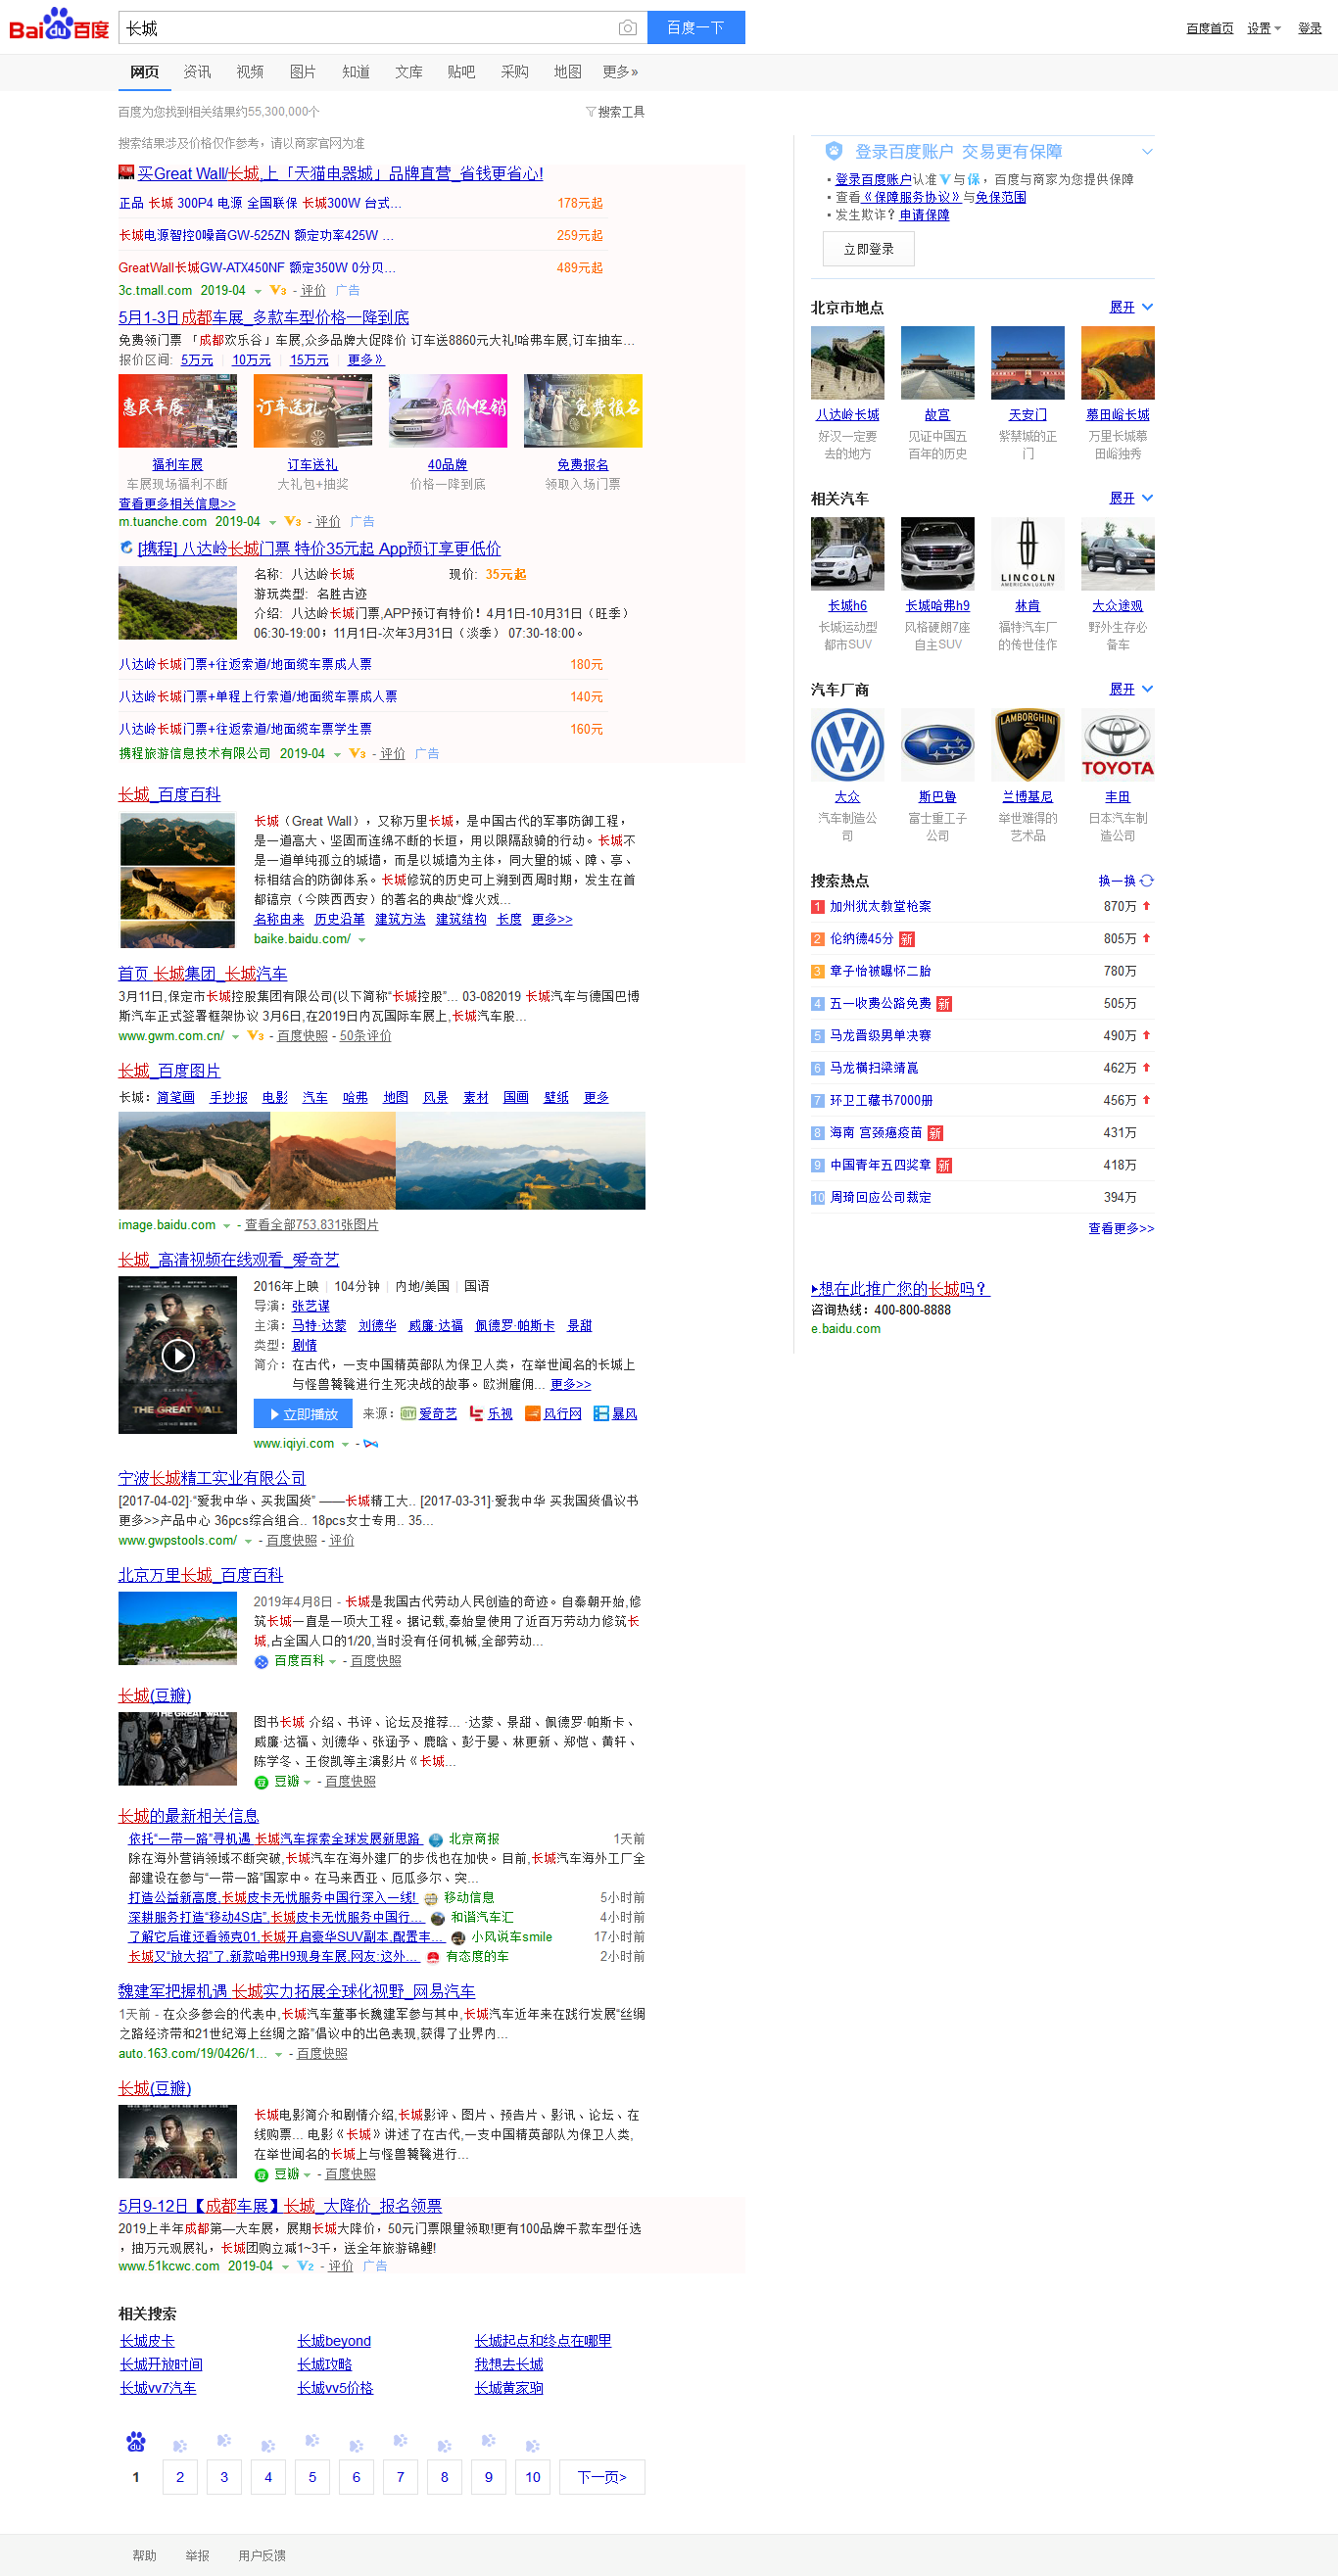 Bai du 百度
长城
百度一下
百度首页 设置 登录
网页 资讯 视频 图片 知道 文库 贴吧 采购 地图 更多»
百度为您找到相关结果约55,300,000个
搜索工具
搜索结果涉及价格仅作参考，请以商家官网为准
买Great Wall/长城,上「天猫电器城」品牌直营_省钱更省心!
正品 长城 300P4 电源 全国联保 长城300W 台式... 178元起
长城电源智控0噪音GW-525ZN 额定功率425W ... 259元起
GreatWall长城GW-ATX450NF 额定350W 0分贝... 489元起
3c.tmall.com 2019-04 V3 - 评价 广告
5月1-3日成都车展_多款车型价格一降到底
免费领门票 「成都欢乐谷」车展,众多品牌大促降价 订车送8860元大礼!哈弗车展,订车抽车...
报价区间: 5万元 | 10万元 | 15万元 | 更多》
惠民车展 订车送礼 底价促销 免费报名
福利车展 订车送礼 40品牌 免费报名
车展现场福利不断 大礼包+抽奖 价格一降到底 领取入场门票
查看更多相关信息>>
m.tuanche.com 2019-04 V3 - 评价 广告
[携程] 八达岭长城门票 特价35元起 App预订享更低价
名称: 八达岭长城 现价: 35元起
游玩类型: 名胜古迹
介绍: 八达岭长城门票,APP预订有特价！4月1日-10月31日（旺季）
06:30-19:00；11月1日-次年3月31日（淡季） 07:30-18:00。
八达岭长城门票+往返索道/地面缆车票成人票 180元
八达岭长城门票+单程上行索道/地面缆车票成人票 140元
八达岭长城门票+往返索道/地面缆车票学生票 160元
携程旅游信息技术有限公司 2019-04 V3 - 评价 广告
长城_百度百科
长城（Great Wall），又称万里长城，是中国古代的军事防御工程，
是一道高大、坚固而连绵不断的长垣，用以限隔敌骑的行动。长城不
是一道单纯孤立的城墙，而是以城墙为主体，同大量的城、障、亭、
标相结合的防御体系。长城修筑的历史可上溯到西周时期，发生在首
都镐京（今陕西西安）的著名的典故“烽火戏...
名称由来 历史沿革 建筑方法 建筑结构 长度 更多>>
baike.baidu.com/
首页 长城集团_长城汽车
3月11日,保定市长城控股集团有限公司(以下简称“长城控股”... 03-082019 长城汽车与德国巴博
斯汽车正式签署框架协议 3月6日,在2019日内瓦国际车展上,长城汽车股...
www.gwm.com.cn/ V3 - 百度快照 - 50条评价
长城_百度图片
长城： 简笔画 手抄报 电影 汽车 哈弗 地图 风景 素材 国画 壁纸 更多
image.baidu.com - 查看全部753,831张图片
长城_高清视频在线观看_爱奇艺
2016年上映 | 104分钟 | 内地/美国 | 国语
导演：张艺谋
主演：马特·达蒙 刘德华 威廉·达福 佩德罗·帕斯卡 景甜
类型：剧情
简介：在古代，一支中国精英部队为保卫人类，在举世闻名的长城上
与怪兽饕餮进行生死决战的故事。欧洲雇佣... 更多>>
THE GREAT WALL
立即播放 来源： 爱奇艺 乐视 风行网 暴风
www.iqiyi.com -
宁波长城精工实业有限公司
[2017-04-02]·“爱我中华、买我国货” ——长城精工大.. [2017-03-31]·爱我中华 买我国货倡议书
更多>>产品中心 36pcs综合组合.. 18pcs女士专用.. 35...
www.gwpstools.com/ - 百度快照 - 评价
北京万里长城_百度百科
2019年4月8日 - 长城是我国古代劳动人民创造的奇迹。自秦朝开始,修
筑长城一直是一项大工程。据记载,秦始皇使用了近百万劳动力修筑长
城,占全国人口的1/20,当时没有任何机械,全部劳动...
百度百科 - 百度快照
长城(豆瓣)
THE GREAT WALL
图书长城 介绍、书评、论坛及推荐... ·达蒙、景甜、佩德罗·帕斯卡、
威廉·达福、刘德华、张涵予、鹿晗、彭于晏、林更新、郑恺、黄轩、
陈学冬、王俊凯等主演影片《长城...
豆瓣 - 百度快照
长城的最新相关信息
依托“一带一路”寻机遇 长城汽车探索全球发展新思路 北京商报 1天前
除在海外营销领域不断突破,长城汽车在海外建厂的步伐也在加快。目前,长城汽车海外工厂全
部建设在参与“一带一路”国家中。在马来西亚、厄瓜多尔、突...
打造公益新高度,长城皮卡无忧服务中国行深入一线! 移动信息 5小时前
深耕服务打造“移动4S店”,长城皮卡无忧服务中国行... 和谐汽车汇 4小时前
了解它后谁还看领克01,长城开启豪华SUV副本,配置丰... 小风说车smile 17小时前
长城又“放大招”了,新款哈弗H9现身车展,网友:这外... 有态度的车 2小时前
魏建军把握机遇 长城实力拓展全球化视野_网易汽车
1天前 - 在众多参会的代表中,长城汽车董事长魏建军参与其中,长城汽车近年来在践行发展“丝绸
之路经济带和21世纪海上丝绸之路”倡议中的出色表现,获得了业界内...
auto.163.com/19/0426/1... - 百度快照
长城(豆瓣)
长城电影简介和剧情介绍,长城影评、图片、预告片、影讯、论坛、在
线购票... 电影《长城》讲述了在古代,一支中国精英部队为保卫人类,
在举世闻名的长城上与怪兽饕餮进行...
豆瓣 - 百度快照
5月9-12日【成都车展】长城_大降价_报名领票
2019上半年成都第一大车展，展期长城大降价，50元门票限量领取!更有100品牌千款车型任选
，抽万元观展礼，长城团购立减1~3千，送全年旅游锦鲤!
www.51kcwc.com 2019-04 V2 - 评价 广告
相关搜索
长城皮卡 长城beyond 长城起点和终点在哪里
长城开放时间 长城攻略 我想去长城
长城vv7汽车 长城vv5价格 长城黄家驹
1 2 3 4 5 6 7 8 9 10 下一页>
帮助 举报 用户反馈
登录百度账户 交易更有保障
• 登录百度账户认准V与保，百度与商家为您提供保障
• 查看《保障服务协议》与免保范围
• 发生欺诈？申请保障
立即登录
北京市地点 展开
八达岭长城 故宫 天安门 慕田峪长城
好汉一定要 见证中国五 紫禁城的正 万里长城慕
去的地方 百年的历史 门 田峪独秀
相关汽车 展开
LINCOLN
长城h6 长城哈弗h9 林肯 大众途观
长城运动型 风格硬朗7座 福特汽车厂 野外生存必
都市SUV 自主SUV 的传世佳作 备车
汽车厂商 展开
LAMBORGHINI
TOYOTA
大众 斯巴鲁 兰博基尼 丰田
汽车制造公 富士重工子 举世难得的 日本汽车制
司 公司 艺术品 造公司
搜索热点 换一换
1 加州犹太教堂枪案 870万
2 伦纳德45分 新 805万
3 章子怡被曝怀二胎 780万
4 五一收费公路免费 新 505万
5 马龙晋级男单决赛 490万
6 马龙横扫梁靖崑 462万
7 环卫工藏书7000册 456万
8 海南 宫颈癌疫苗 新 431万
9 中国青年五四奖章 新 418万
10 周琦回应公司裁定 394万
查看更多>>
想在此推广您的长城吗？
咨询热线：400-800-8888
e.baidu.com